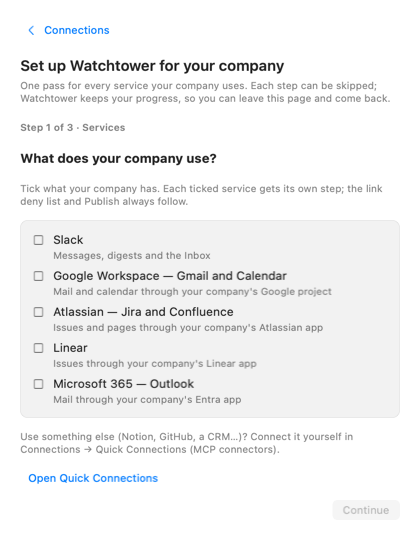 Connections
Set up Watchtower for your company
One pass for every service your company uses. Each step can be skipped;
Watchtower keeps your progress, so you can leave this page and come back.
Step 1 of 3 · Services
What does your company use?
Tick what your company has. Each ticked service gets its own step; the link
deny list and Publish always follow.
Slack
Messages, digests and the Inbox
Google Workspace — Gmail and Calendar
Mail and calendar through your company's Google project
Atlassian — Jira and Confluence
Issues and pages through your company's Atlassian app
Linear
Issues through your company's Linear app
Microsoft 365 — Outlook
Mail through your company's Entra app
Use something else (Notion, GitHub, a CRM…)? Connect it yourself in
Connections → Quick Connections (MCP connectors).
Open Quick Connections
Continue